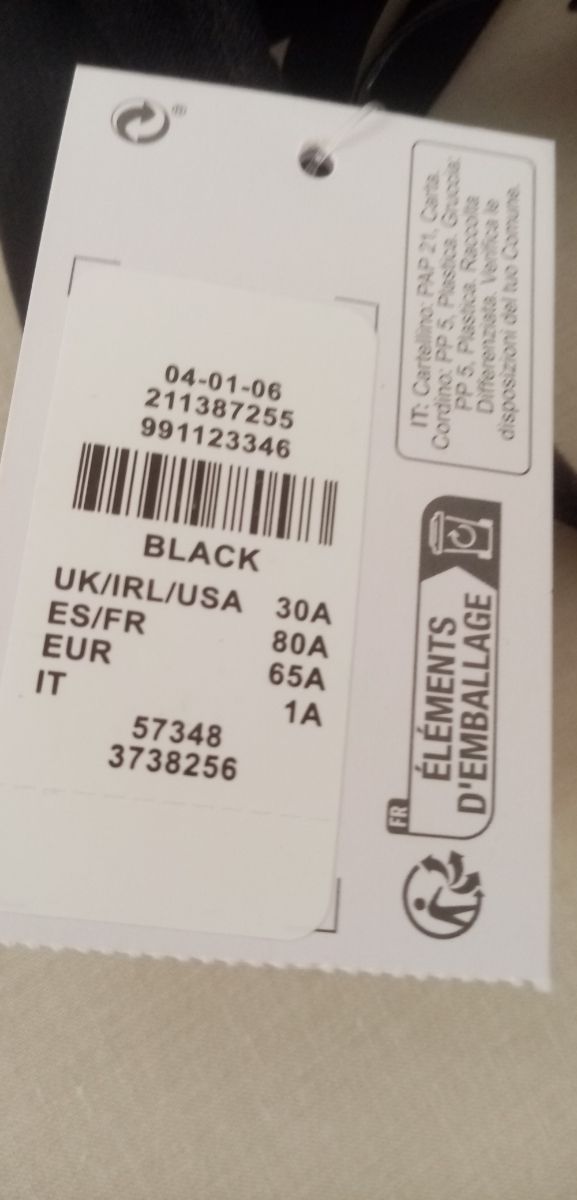 04-01-06
211387255
991123346
BLACK
UK/IRL/USA 30A
ES/FR 80A
EUR 65A
IT 1A
57348
3738256
IT: Cartellino: PAP 21, Carta.
Cordino: PP 5, Plastica. Gruccia:
PP 5, Plastica. Raccolta
Differenziata. Verifica le
disposizioni del tuo Comune.
FR
ÉLÉMENTS
D'EMBALLAGE
®